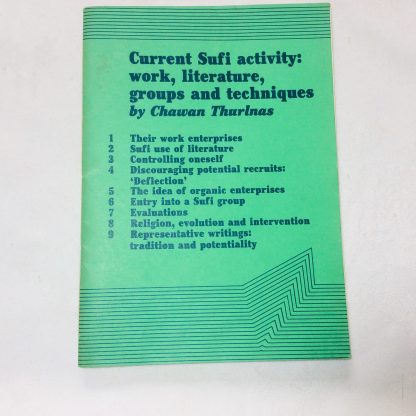 Current Sufi activity:
work, literature,
groups and techniques
by Chawan Thurlnas
1 Their work enterprises
2 Sufi use of literature
3 Controlling oneself
4 Discouraging potential recruits:
'Deflection'
5 The idea of organic enterprises
6 Entry into a Sufi group
7 Evaluations
8 Religion, evolution and intervention
9 Representative writings:
tradition and potentiality